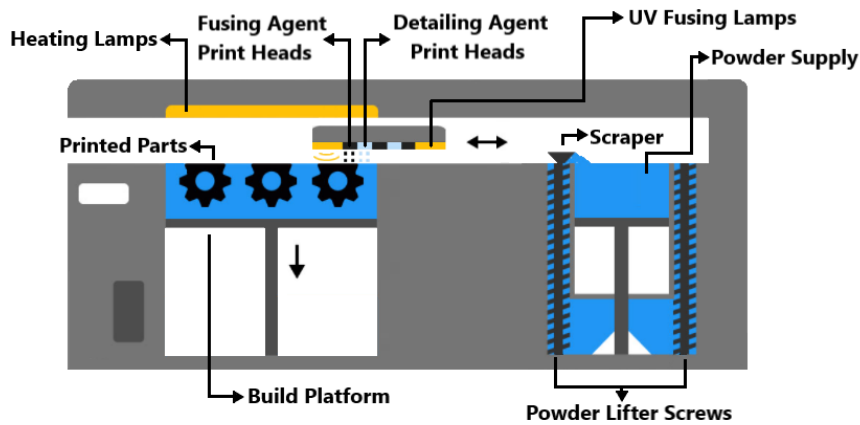 Heating Lamps
Fusing Agent
Print Heads
Detailing Agent
Print Heads
UV Fusing Lamps
Powder Supply
Printed Parts
Scraper
Build Platform
Powder Lifter Screws